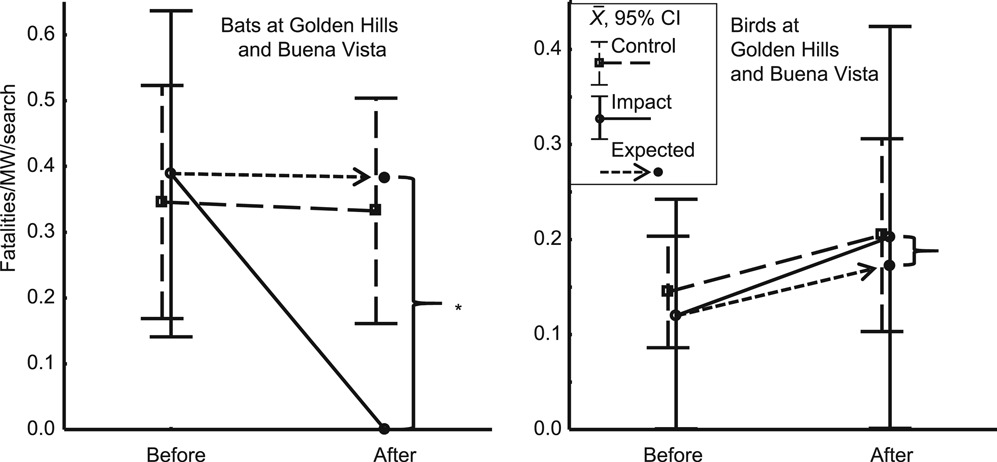 Bats at Golden Hills
and Buena Vista
Fatalities/MW/search
0.6
0.5
0.4
0.3
0.2
0.1
0.0
*
Before
After
X̅, 95% CI
Control
Impact
Expected
Birds at
Golden Hills
and Buena Vista
0.4
0.3
0.2
0.1
0.0
Before
After